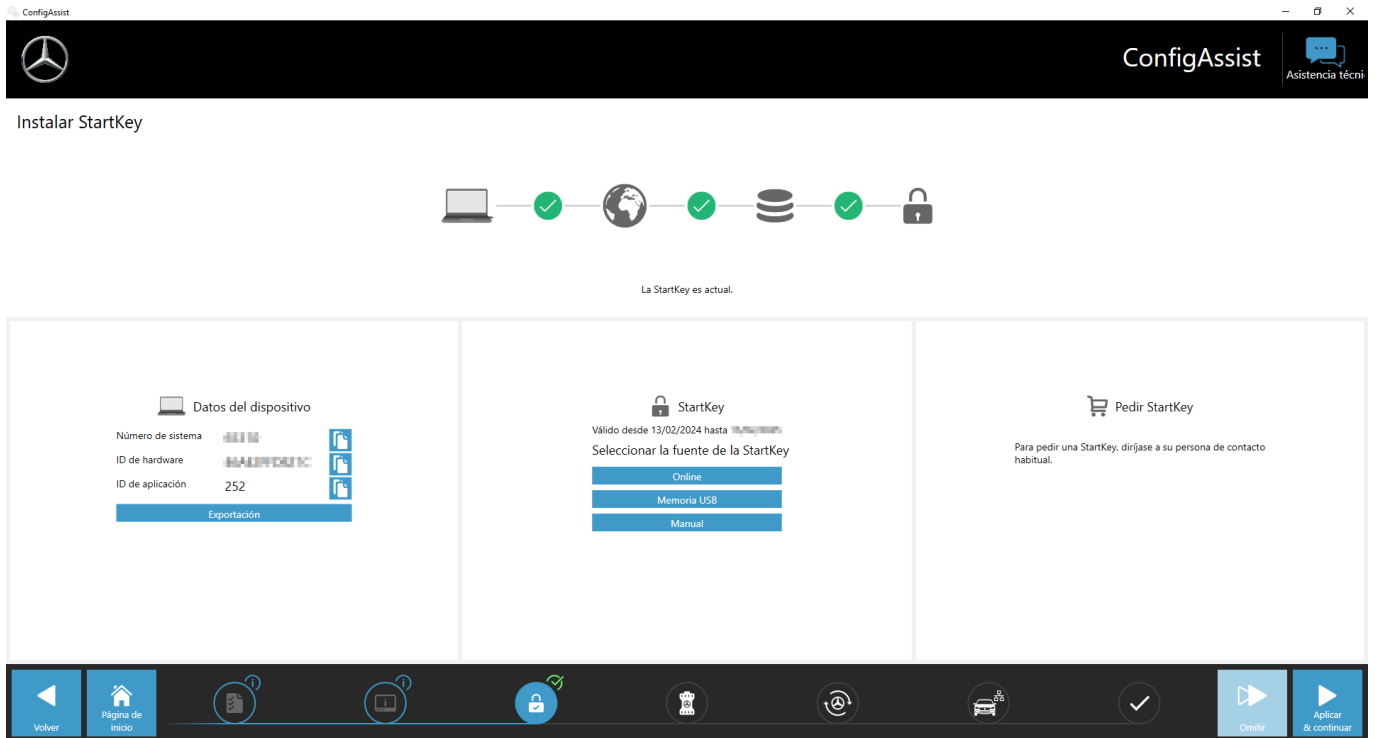 ConfigAssist
ConfigAssist
Asistencia técni
Instalar StartKey
La StartKey es actual.
Datos del dispositivo
Número de sistema
ID de hardware
ID de aplicación 252
Exportación
StartKey
Válido desde 13/02/2024 hasta
Seleccionar la fuente de la StartKey
Online
Memoria USB
Manual
Pedir StartKey
Para pedir una StartKey, diríjase a su persona de contacto
habitual.
Volver
Página de
inicio
Omitir
Aplicar
& continuar